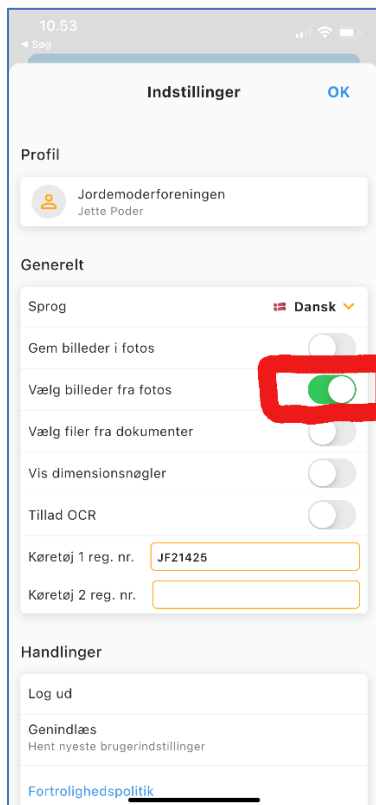 10.53
◂ Søg
Indstillinger OK
Profil
Jordemoderforeningen
Jette Poder
Generelt
Sprog 🇩🇰 Dansk
Gem billeder i fotos
Vælg billeder fra fotos
Vælg filer fra dokumenter
Vis dimensionsnøgler
Tillad OCR
Køretøj 1 reg. nr. JF21425
Køretøj 2 reg. nr.
Handlinger
Log ud
Genindlæs
Hent nyeste brugerindstillinger
Fortrolighedspolitik